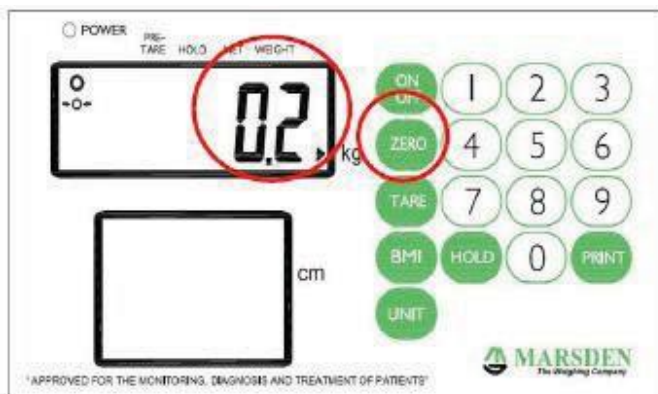 POWER
PRE-
TARE HOLD NET WEIGHT
0
→0←
0.2 kg
ON
OFF 1 2 3
ZERO 4 5 6
TARE 7 8 9
BMI HOLD 0 PRINT
cm
UNIT
MARSDEN
The Weighing Company
"APPROVED FOR THE MONITORING, DIAGNOSIS AND TREATMENT OF PATIENTS"